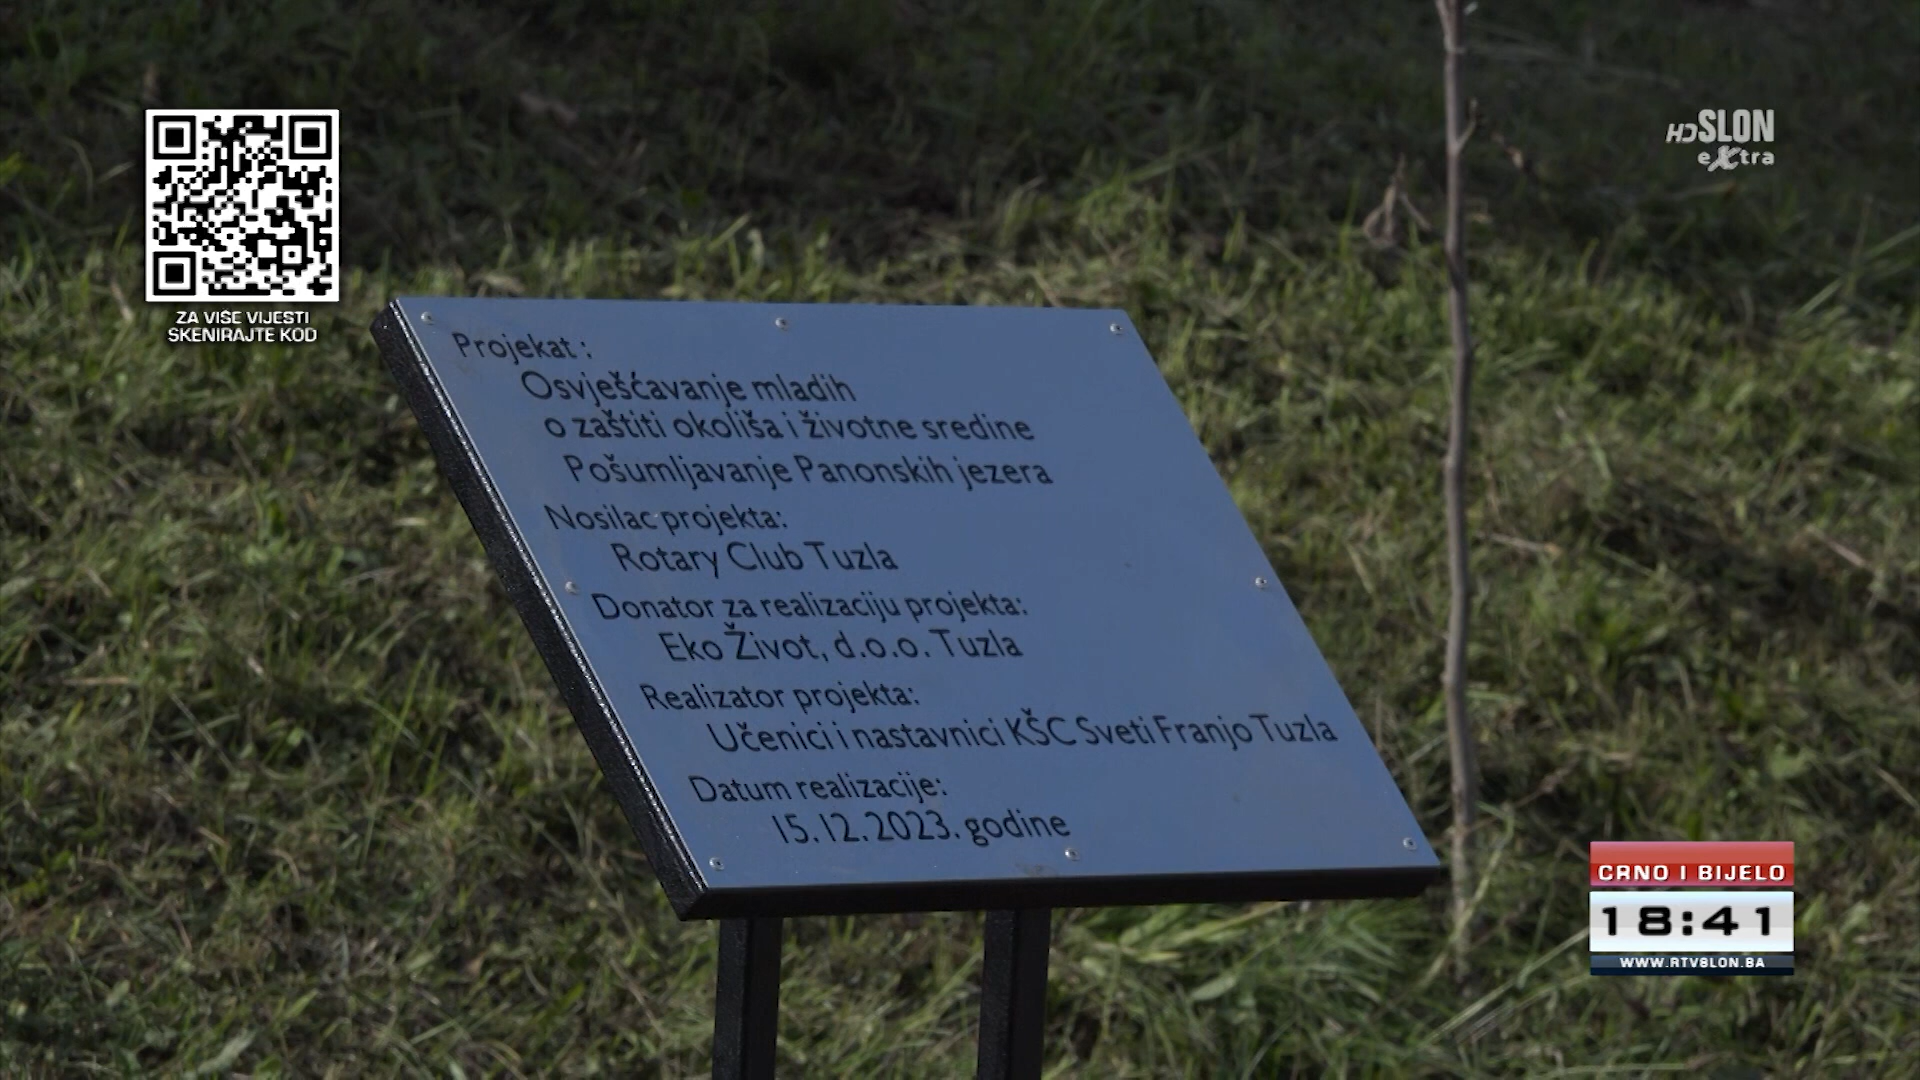 HD SLON
eXtra
ZA VIŠE VIJESTI
SKENIRAJTE KOD
Projekat :
Osvješćavanje mladih
o zaštiti okoliša i životne sredine
Pošumljavanje Panonskih jezera
Nosilac projekta:
Rotary Club Tuzla
Donator za realizaciju projekta:
Eko Život, d.o.o. Tuzla
Realizator projekta:
Učenici i nastavnici KŠC Sveti Franjo Tuzla
Datum realizacije:
15.12.2023. godine
CRNO I BIJELO
18:41
WWW.RTVSLON.BA